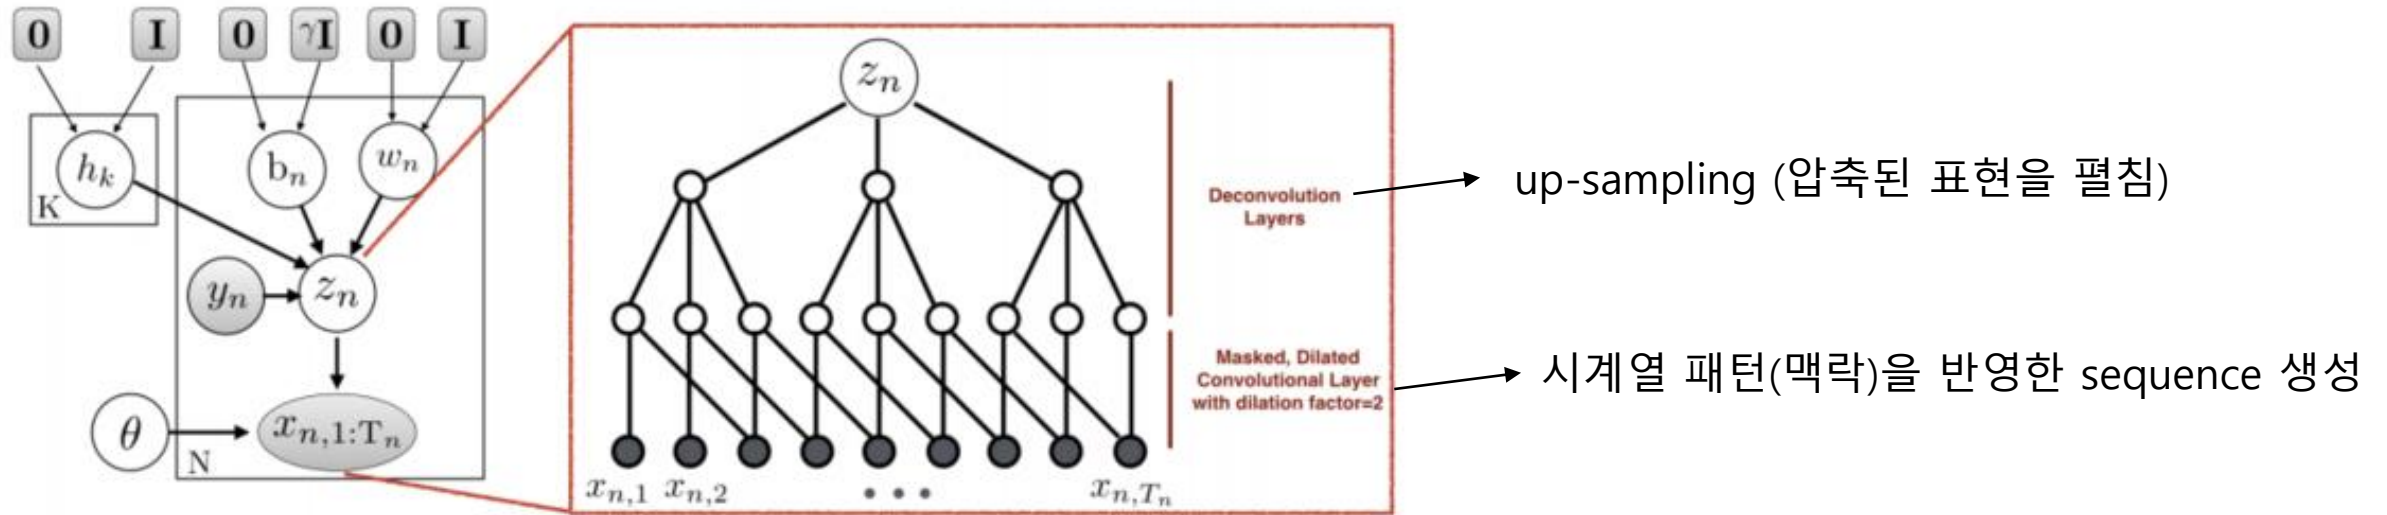 0 I 0 γI 0 I
h_k
K
b_n
w_n
y_n
z_n
θ
x_{n,1:T_n}
N
z_n
Deconvolution
Layers
Masked, Dilated
Convolutional Layer
with dilation factor=2
x_{n,1} x_{n,2} ... x_{n,T_n}
up-sampling (압축된 표현을 펼침)
시계열 패턴(맥락)을 반영한 sequence 생성